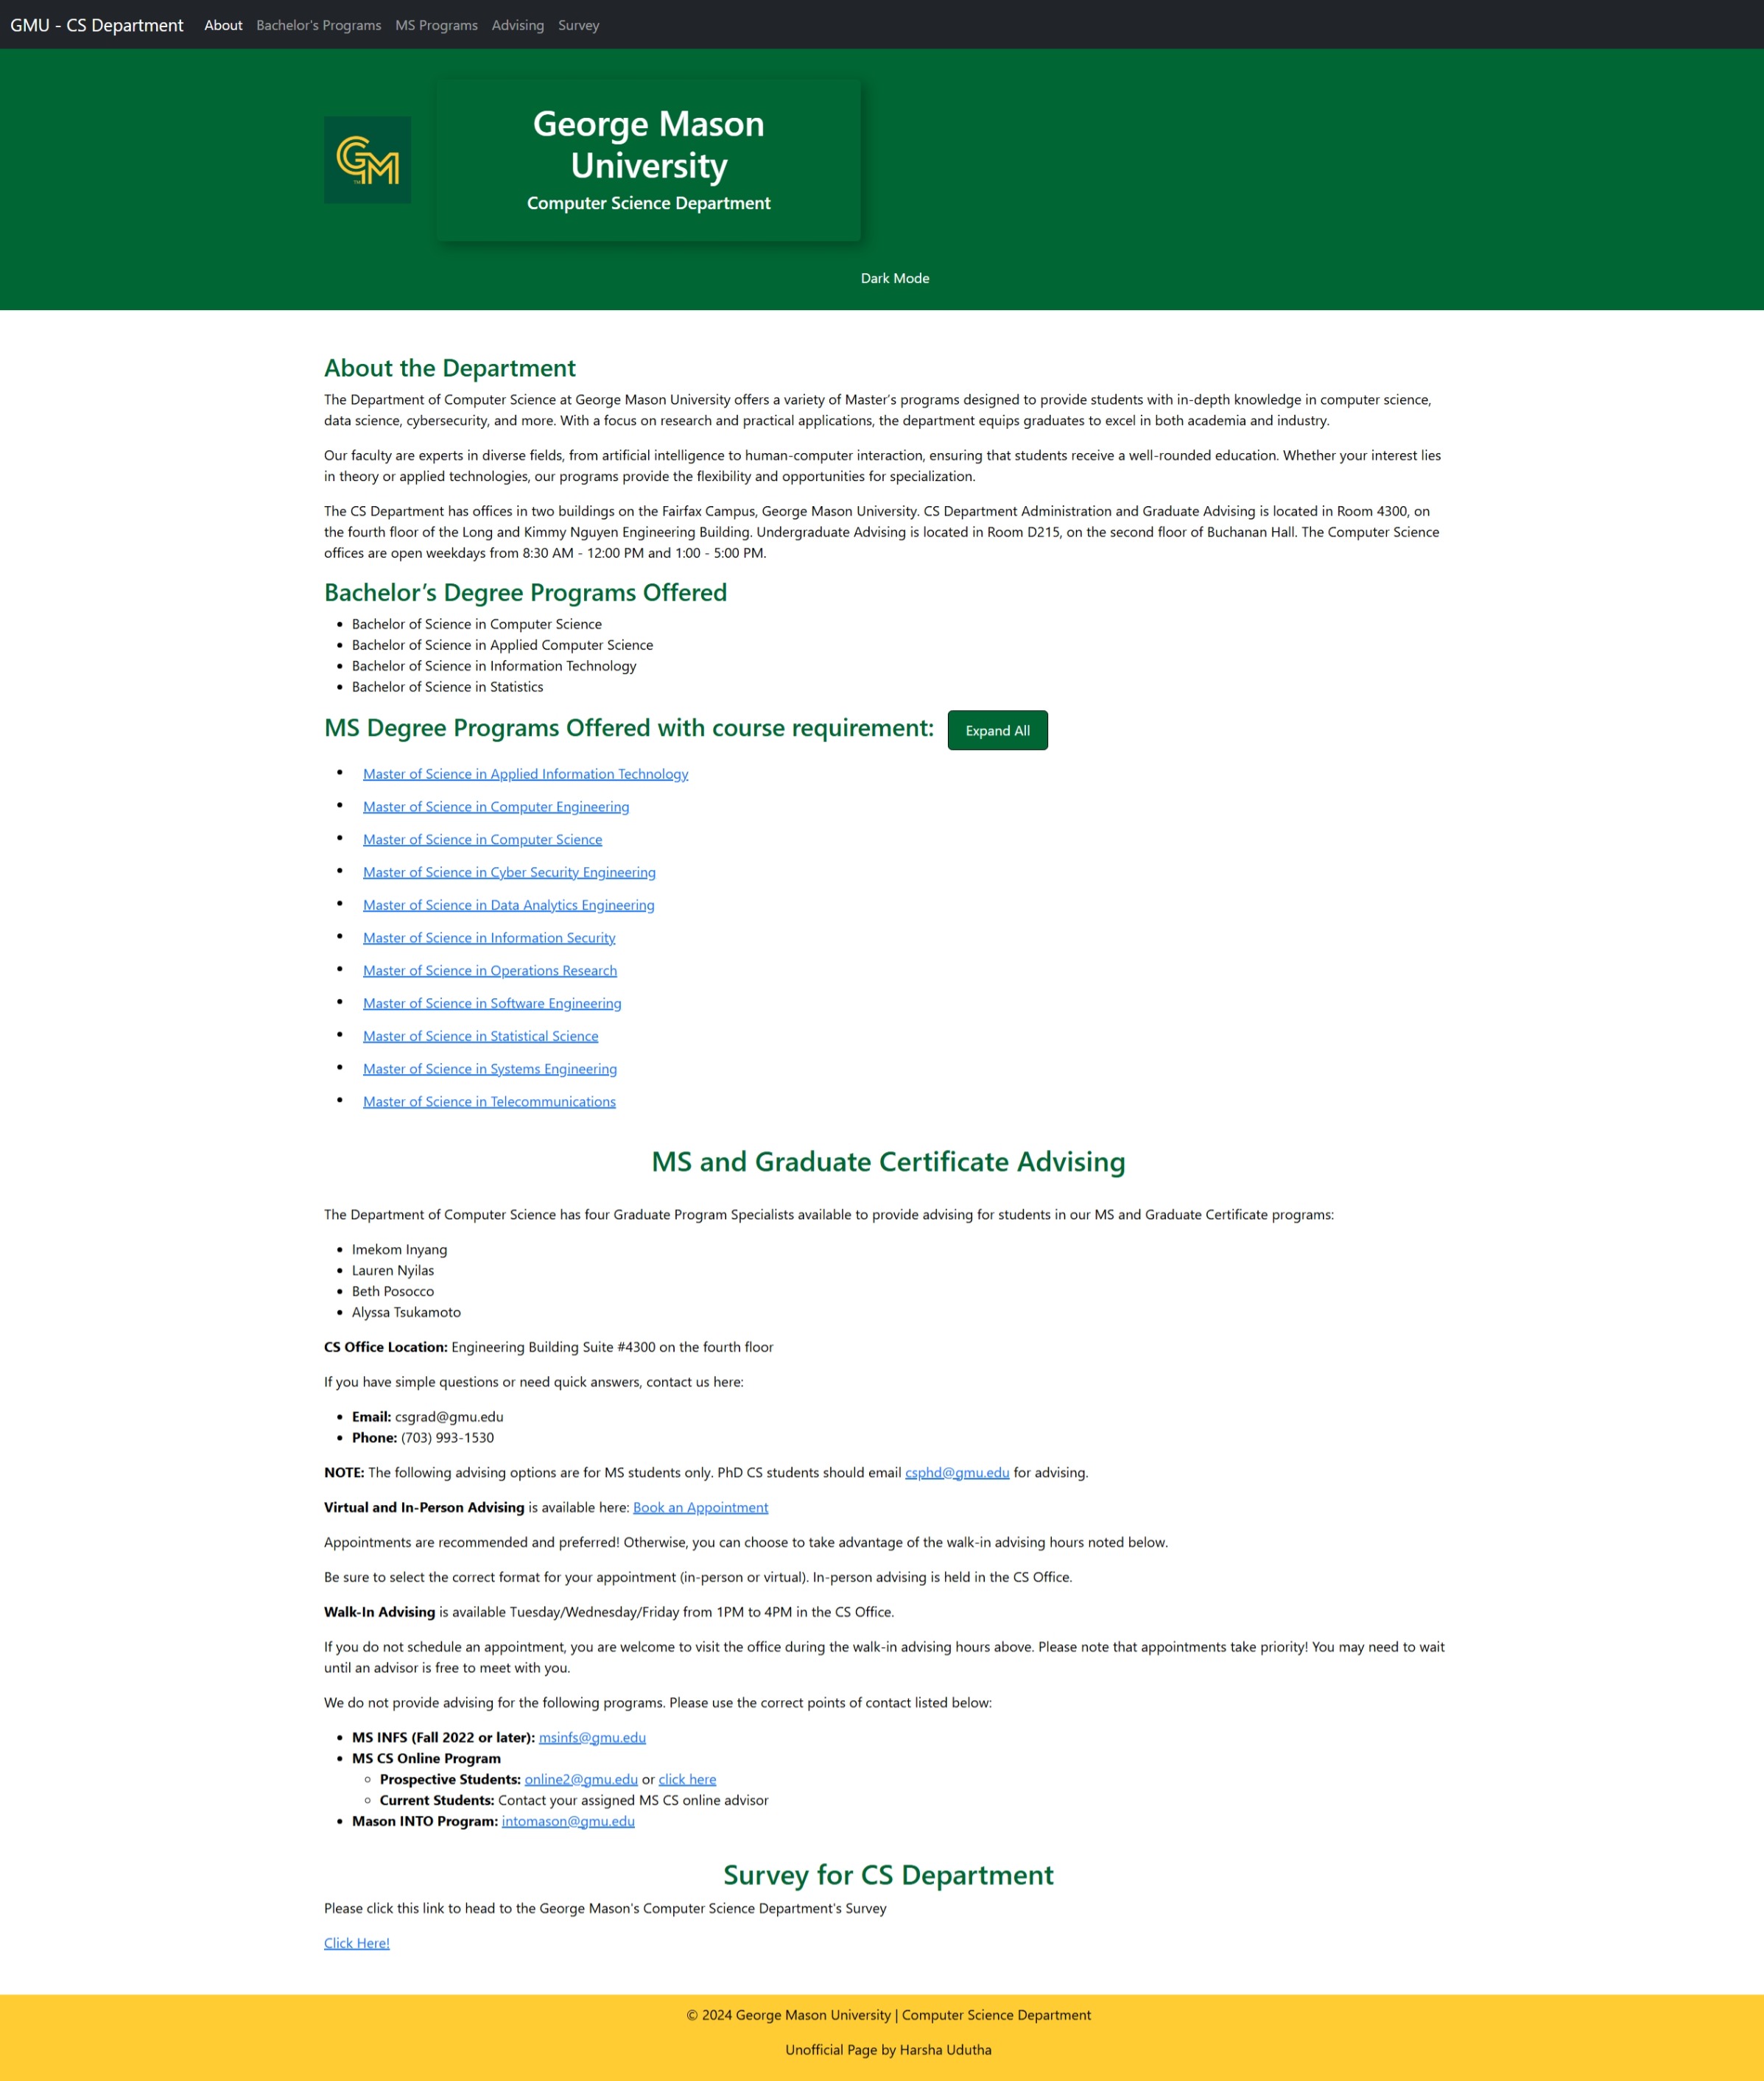 GMU - CS Department About Bachelor's Programs MS Programs Advising Survey
GM
George Mason
University
Computer Science Department
Dark Mode
About the Department
The Department of Computer Science at George Mason University offers a variety of Master's programs designed to provide students with in-depth knowledge in computer science,
data science, cybersecurity, and more. With a focus on research and practical applications, the department equips graduates to excel in both academia and industry.
Our faculty are experts in diverse fields, from artificial intelligence to human-computer interaction, ensuring that students receive a well-rounded education. Whether your interest lies
in theory or applied technologies, our programs provide the flexibility and opportunities for specialization.
The CS Department has offices in two buildings on the Fairfax Campus, George Mason University. CS Department Administration and Graduate Advising is located in Room 4300, on
the fourth floor of the Long and Kimmy Nguyen Engineering Building. Undergraduate Advising is located in Room D215, on the second floor of Buchanan Hall. The Computer Science
offices are open weekdays from 8:30 AM - 12:00 PM and 1:00 - 5:00 PM.
Bachelor’s Degree Programs Offered
• Bachelor of Science in Computer Science
• Bachelor of Science in Applied Computer Science
• Bachelor of Science in Information Technology
• Bachelor of Science in Statistics
MS Degree Programs Offered with course requirement: Expand All
• Master of Science in Applied Information Technology
• Master of Science in Computer Engineering
• Master of Science in Computer Science
• Master of Science in Cyber Security Engineering
• Master of Science in Data Analytics Engineering
• Master of Science in Information Security
• Master of Science in Operations Research
• Master of Science in Software Engineering
• Master of Science in Statistical Science
• Master of Science in Systems Engineering
• Master of Science in Telecommunications
MS and Graduate Certificate Advising
The Department of Computer Science has four Graduate Program Specialists available to provide advising for students in our MS and Graduate Certificate programs:
• Imekom Inyang
• Lauren Nyilas
• Beth Posocco
• Alyssa Tsukamoto
CS Office Location: Engineering Building Suite #4300 on the fourth floor
If you have simple questions or need quick answers, contact us here:
• Email: csgrad@gmu.edu
• Phone: (703) 993-1530
NOTE: The following advising options are for MS students only. PhD CS students should email csphd@gmu.edu for advising.
Virtual and In-Person Advising is available here: Book an Appointment
Appointments are recommended and preferred! Otherwise, you can choose to take advantage of the walk-in advising hours noted below.
Be sure to select the correct format for your appointment (in-person or virtual). In-person advising is held in the CS Office.
Walk-In Advising is available Tuesday/Wednesday/Friday from 1PM to 4PM in the CS Office.
If you do not schedule an appointment, you are welcome to visit the office during the walk-in advising hours above. Please note that appointments take priority! You may need to wait
until an advisor is free to meet with you.
We do not provide advising for the following programs. Please use the correct points of contact listed below:
• MS INFS (Fall 2022 or later): msinfs@gmu.edu
• MS CS Online Program
◦ Prospective Students: online2@gmu.edu or click here
◦ Current Students: Contact your assigned MS CS online advisor
• Mason INTO Program: intomason@gmu.edu
Survey for CS Department
Please click this link to head to the George Mason's Computer Science Department's Survey
Click Here!
© 2024 George Mason University | Computer Science Department
Unofficial Page by Harsha Udutha